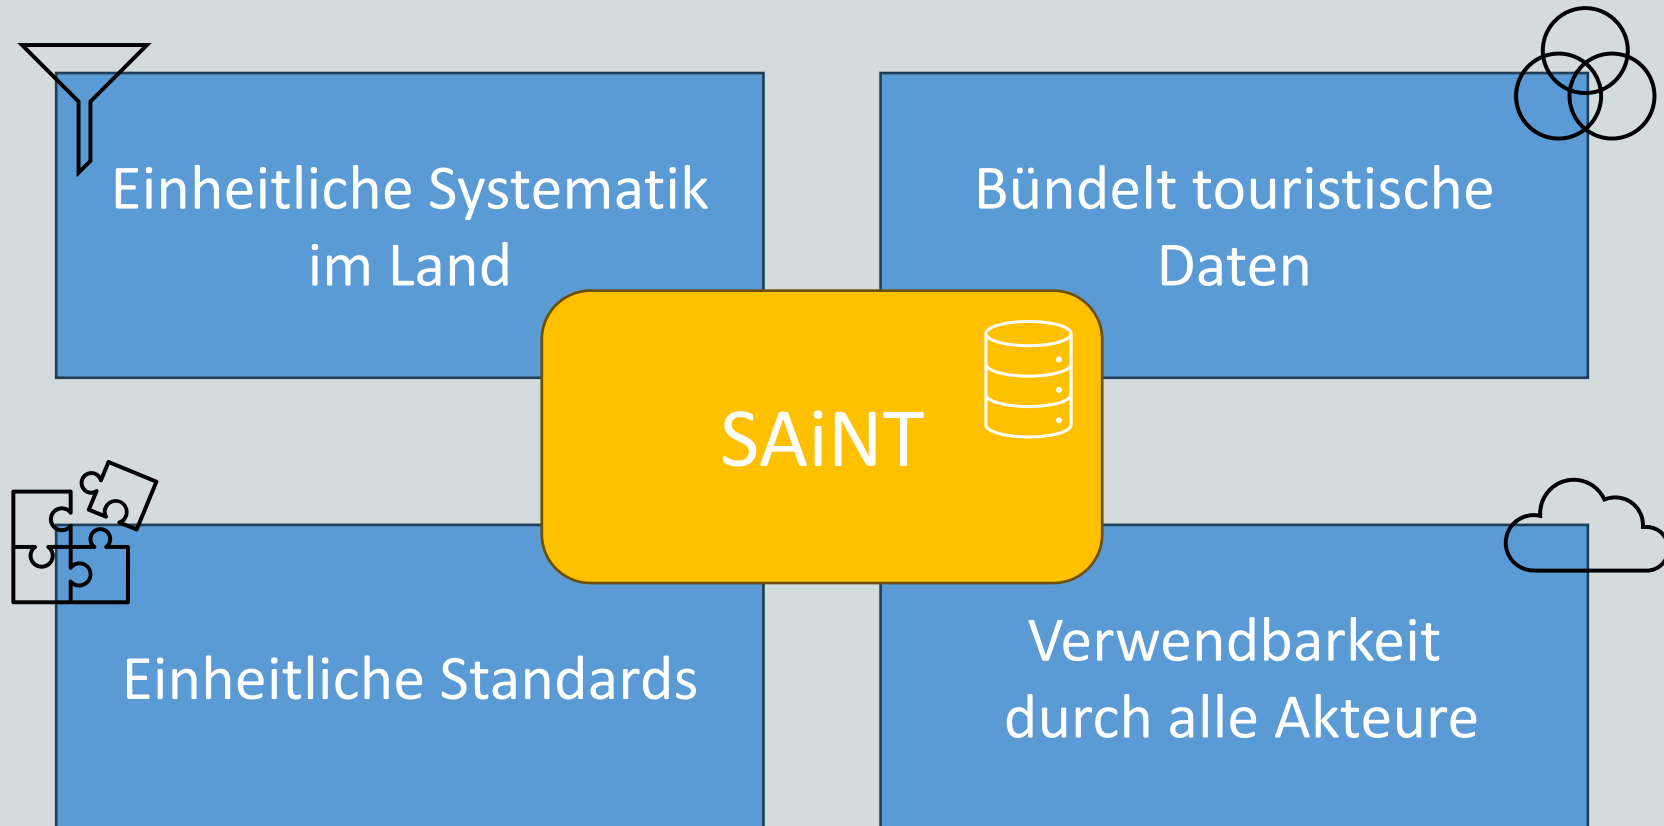 Einheitliche Systematik
im Land
Bündelt touristische
Daten
SAiNT
Einheitliche Standards
Verwendbarkeit
durch alle Akteure